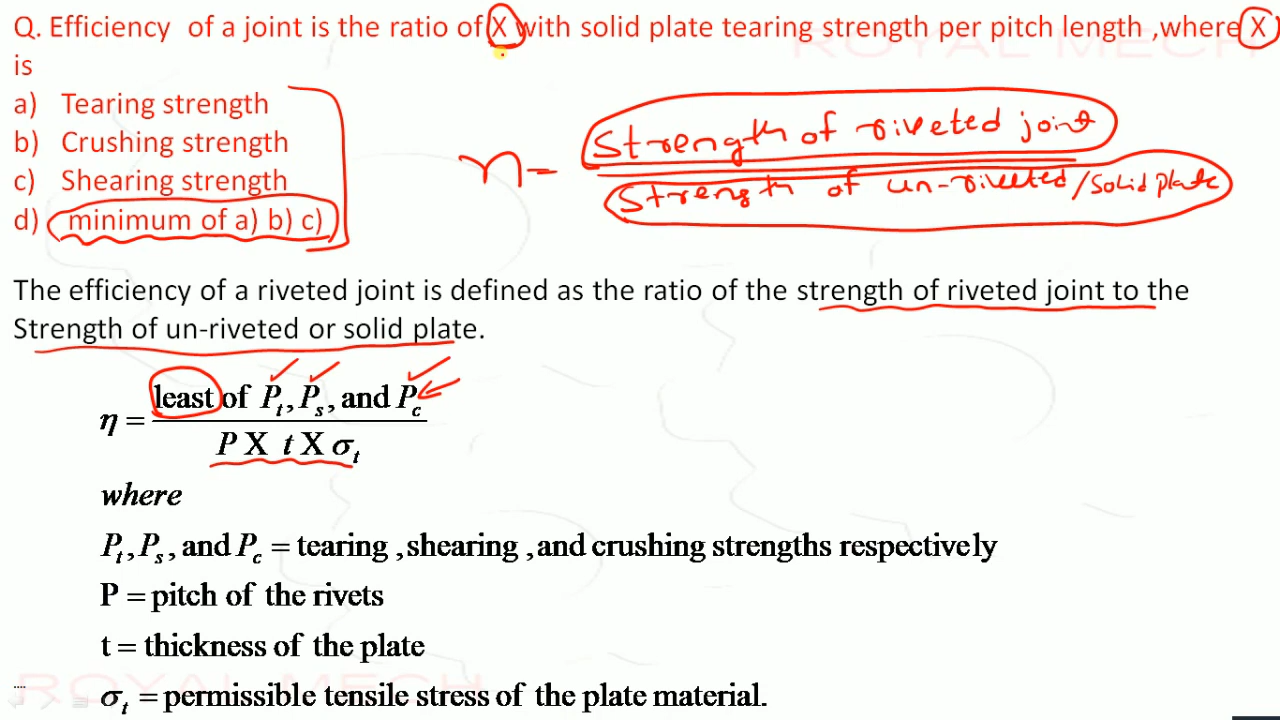 Q. Efficiency of a joint is the ratio of X with solid plate tearing strength per pitch length ,where X
is
a) Tearing strength
b) Crushing strength
c) Shearing strength
d) minimum of a) b) c)
η = Strength of riveted joint
Strength of un-riveted/solid plate
The efficiency of a riveted joint is defined as the ratio of the strength of riveted joint to the
Strength of un-riveted or solid plate.
η = least of Pt, Ps, and Pc
P X t X σt
where
Pt, Ps, and Pc = tearing ,shearing ,and crushing strengths respectively
P = pitch of the rivets
t = thickness of the plate
σt = permissible tensile stress of the plate material.
ROYAL MECH
ROYAL MECH